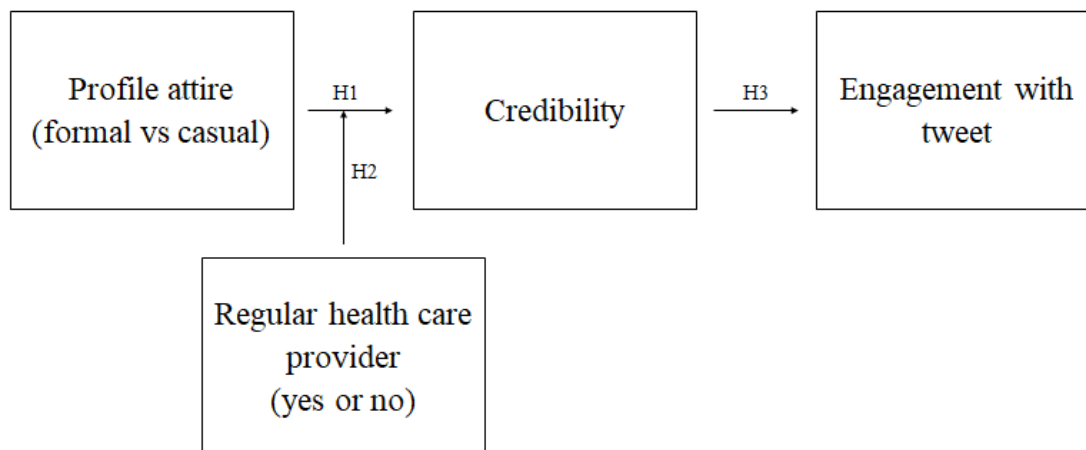 Profile attire
(formal vs casual)
H1
Credibility
H3
Engagement with
tweet
H2
Regular health care
provider
(yes or no)